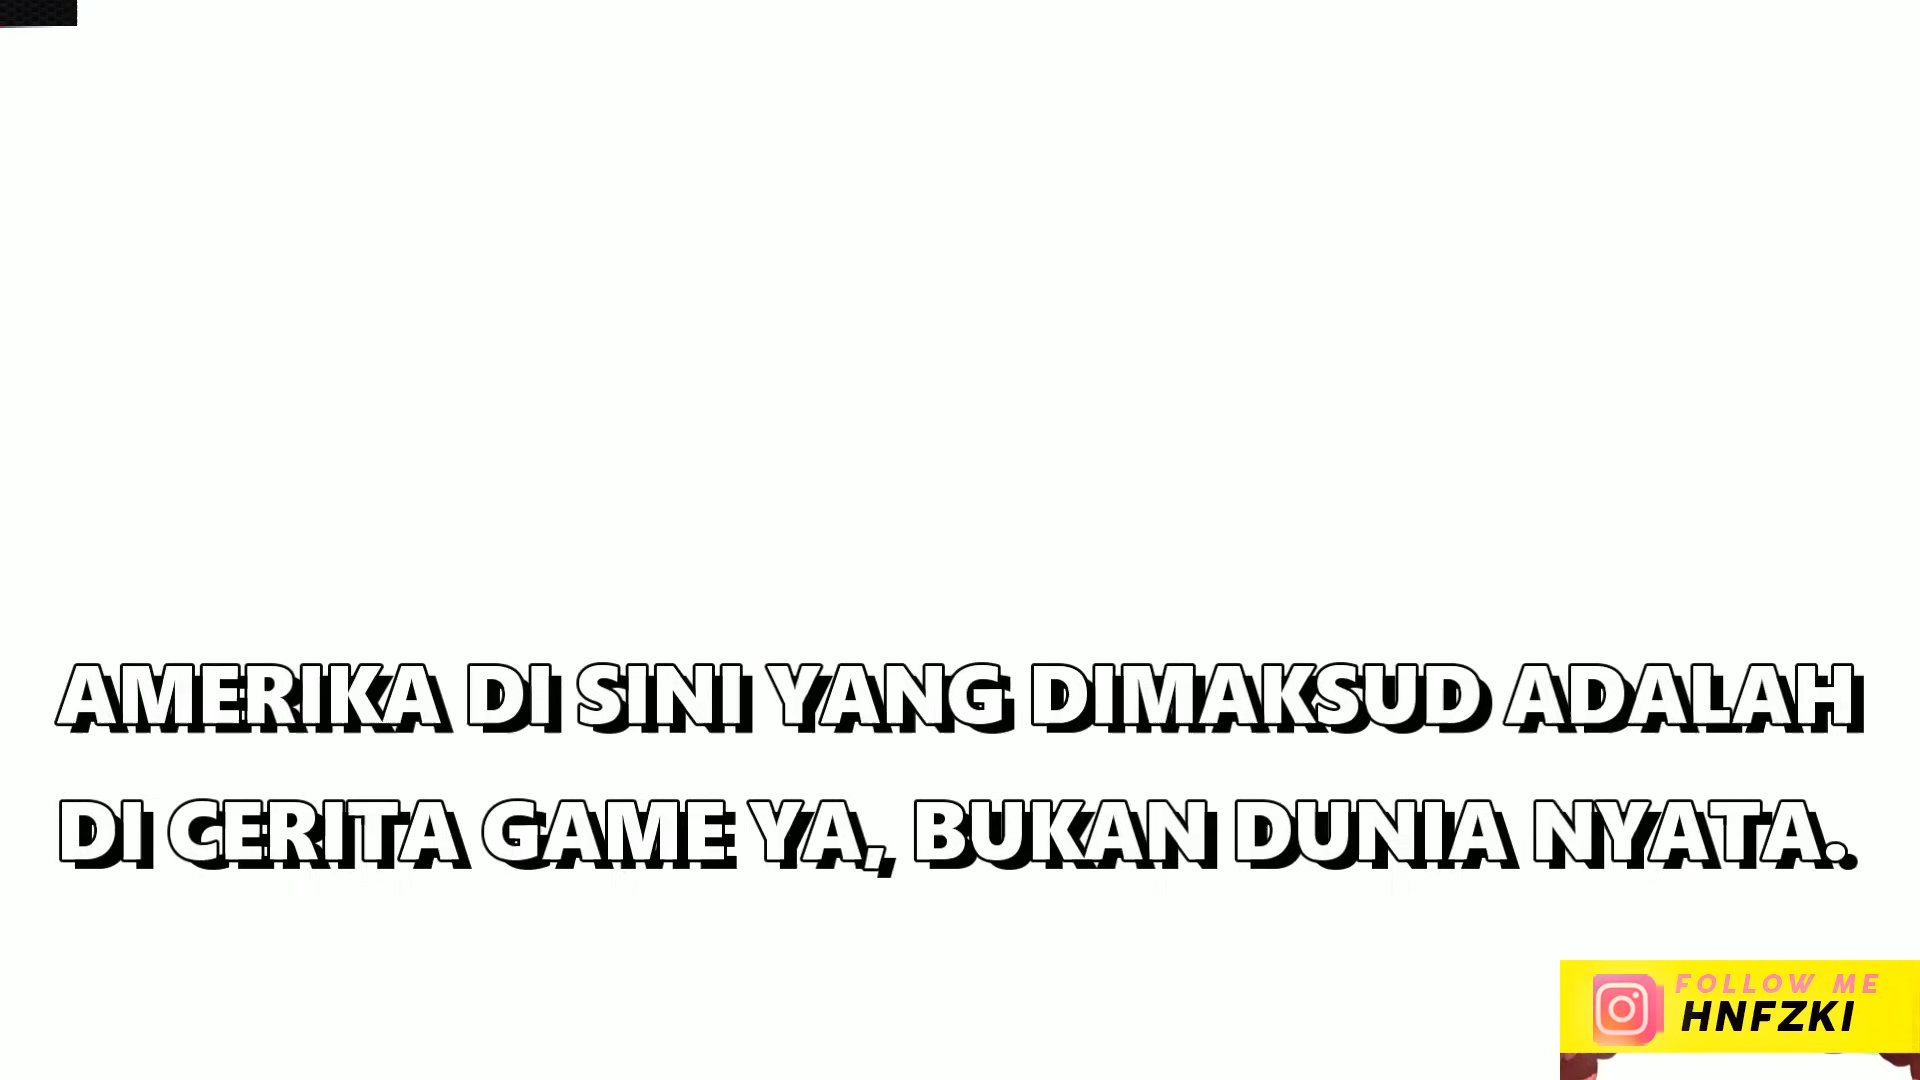 AMERIKA DI SINI YANG DIMAKSUD ADALAH
DI CERITA GAME YA, BUKAN DUNIA NYATA.
FOLLOW ME
HNFZKI